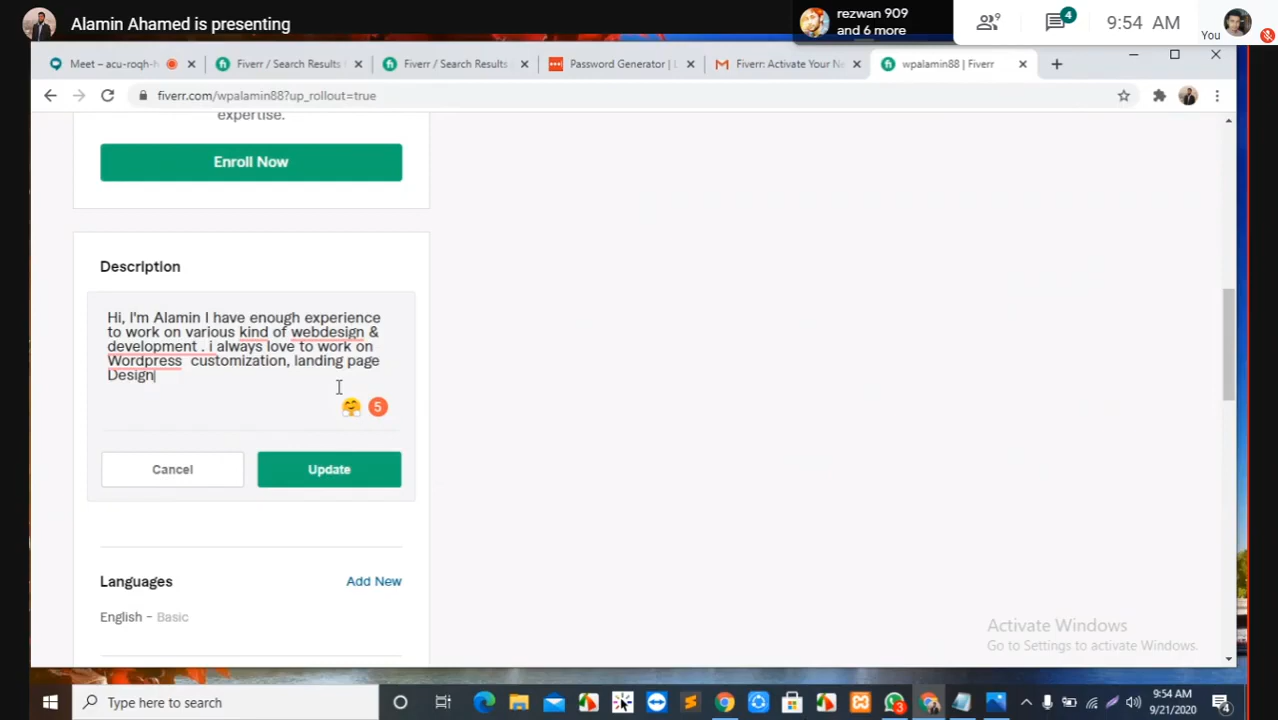 Alamin Ahamed is presenting
rezwan 909
and 6 more
9
4
9:54 AM
You
Meet – acu-roqh-
Fiverr / Search Results
Fiverr / Search Results
Password Generator | L
Fiverr: Activate Your Ne
wpalamin88 | Fiverr
fiverr.com/wpalamin88?up_rollout=true
expertise.
Enroll Now
Description
Hi, I'm Alamin I have enough experience
to work on various kind of webdesign &
development . i always love to work on
Wordpress customization, landing page
Design
5
Cancel
Update
Languages
Add New
English – Basic
Activate Windows
Go to Settings to activate Windows.
Type here to search
3
9:54 AM
9/21/2020
4